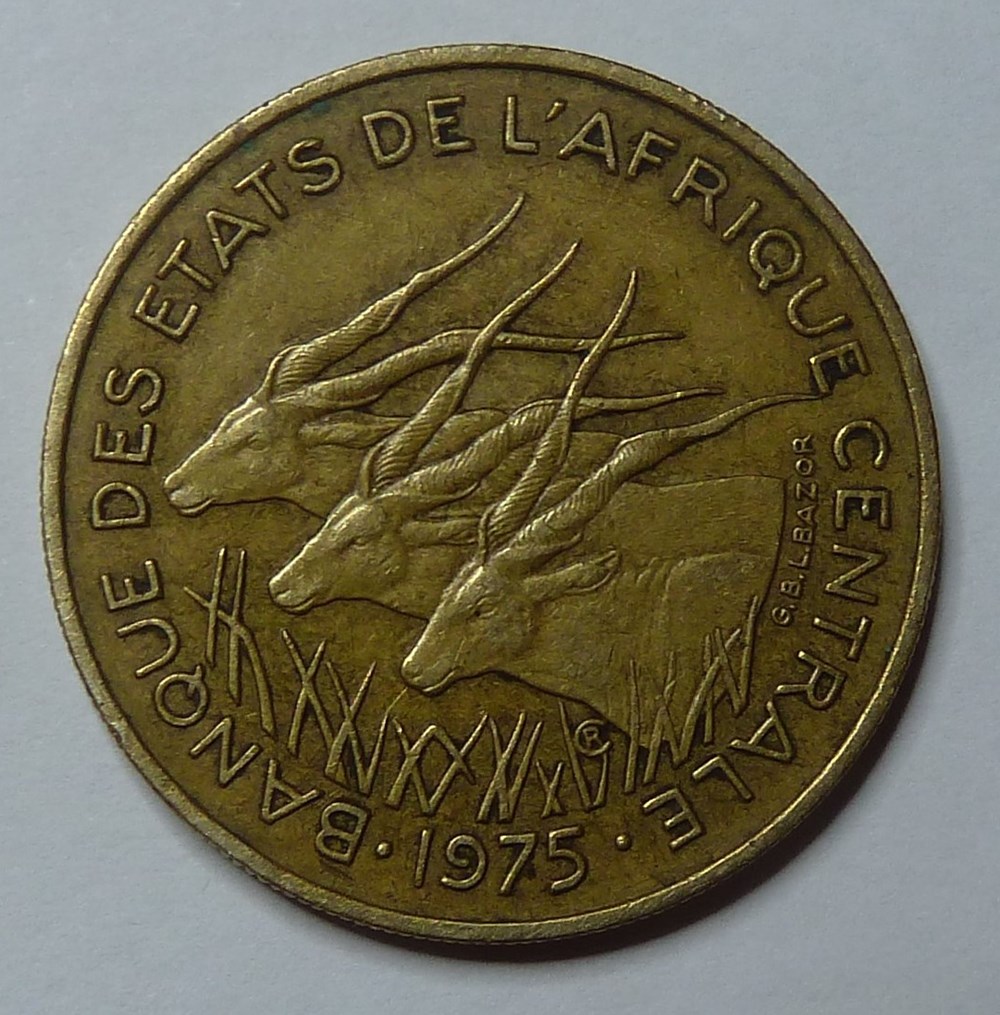 BANQUE DES ETATS DE L'AFRIQUE CENTRALE
G.B.L.BAZOR
R
· 1975 ·